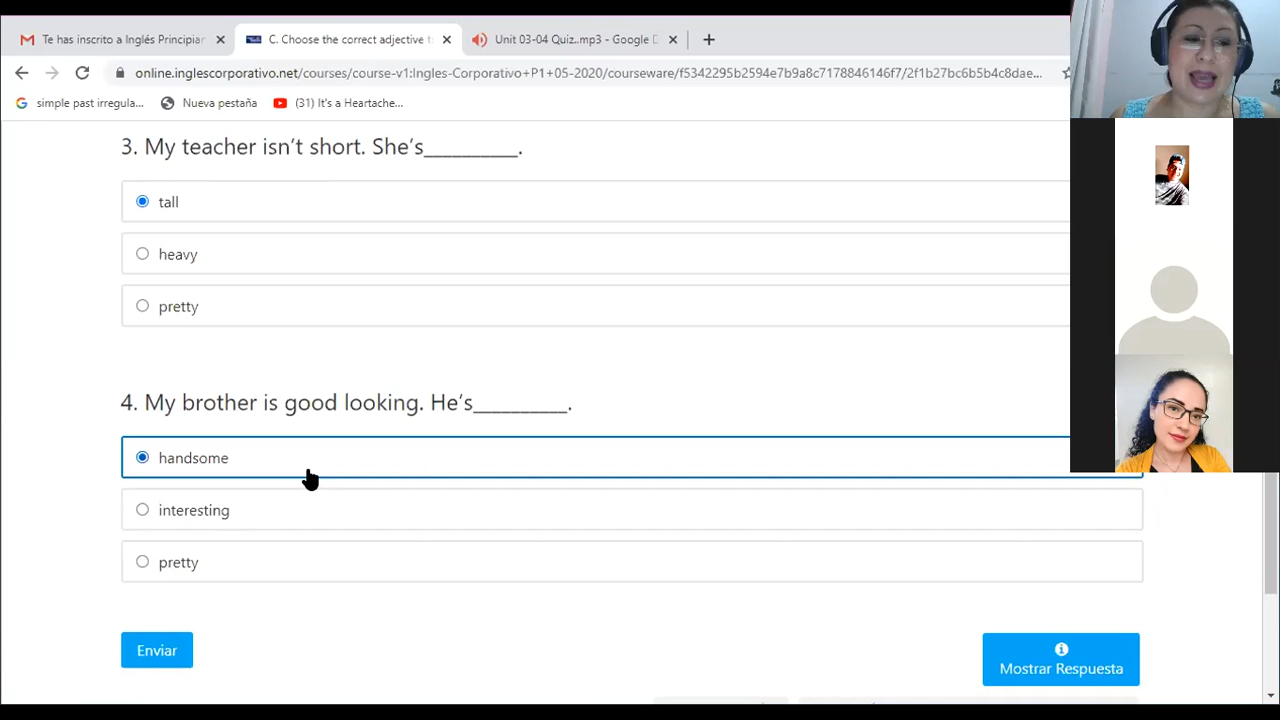 Te has inscrito a Inglés Principian
C. Choose the correct adjective t
Unit 03-04 Quiz..mp3 - Google D
online.inglescorporativo.net/courses/course-v1:Ingles-Corporativo+P1+05-2020/courseware/f5342295b2594e7b9a8c7178846146f7/2f1b27bc6b5b4c8dae...
simple past irregula...
Nueva pestaña
(31) It's a Heartache...
3. My teacher isn't short. She's__________.
tall
heavy
pretty
4. My brother is good looking. He's__________.
handsome
interesting
pretty
Enviar
Mostrar Respuesta